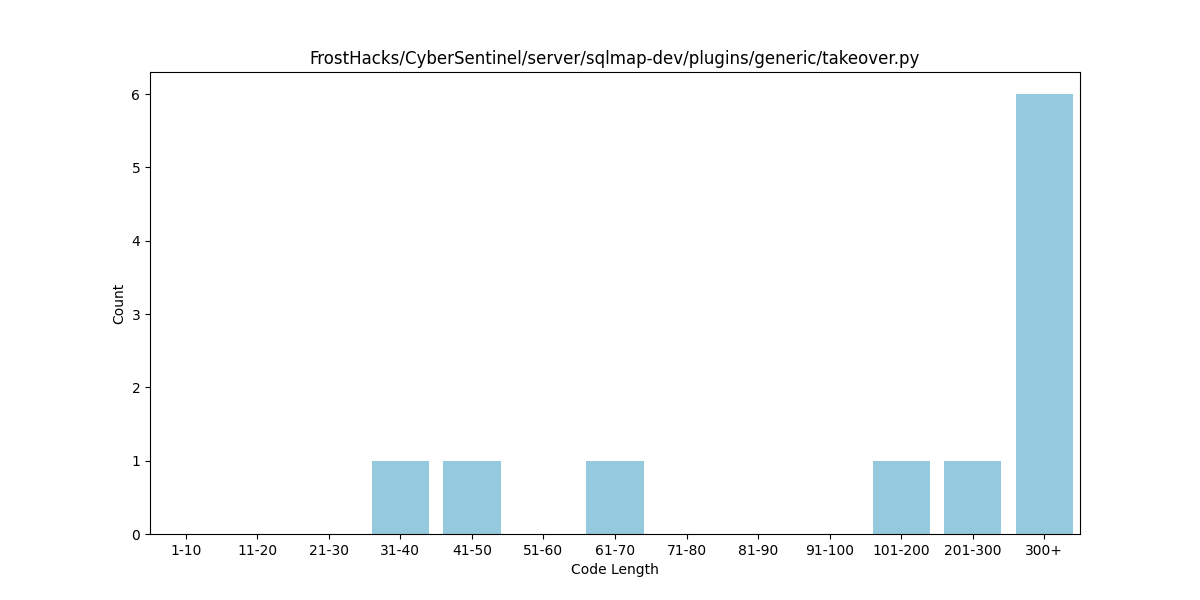 FrostHacks/CyberSentinel/server/sqlmap-dev/plugins/generic/takeover.py
Count
6
5
4
3
2
1
0
1-10 11-20 21-30 31-40 41-50 51-60 61-70 71-80 81-90 91-100 101-200 201-300 300+
Code Length